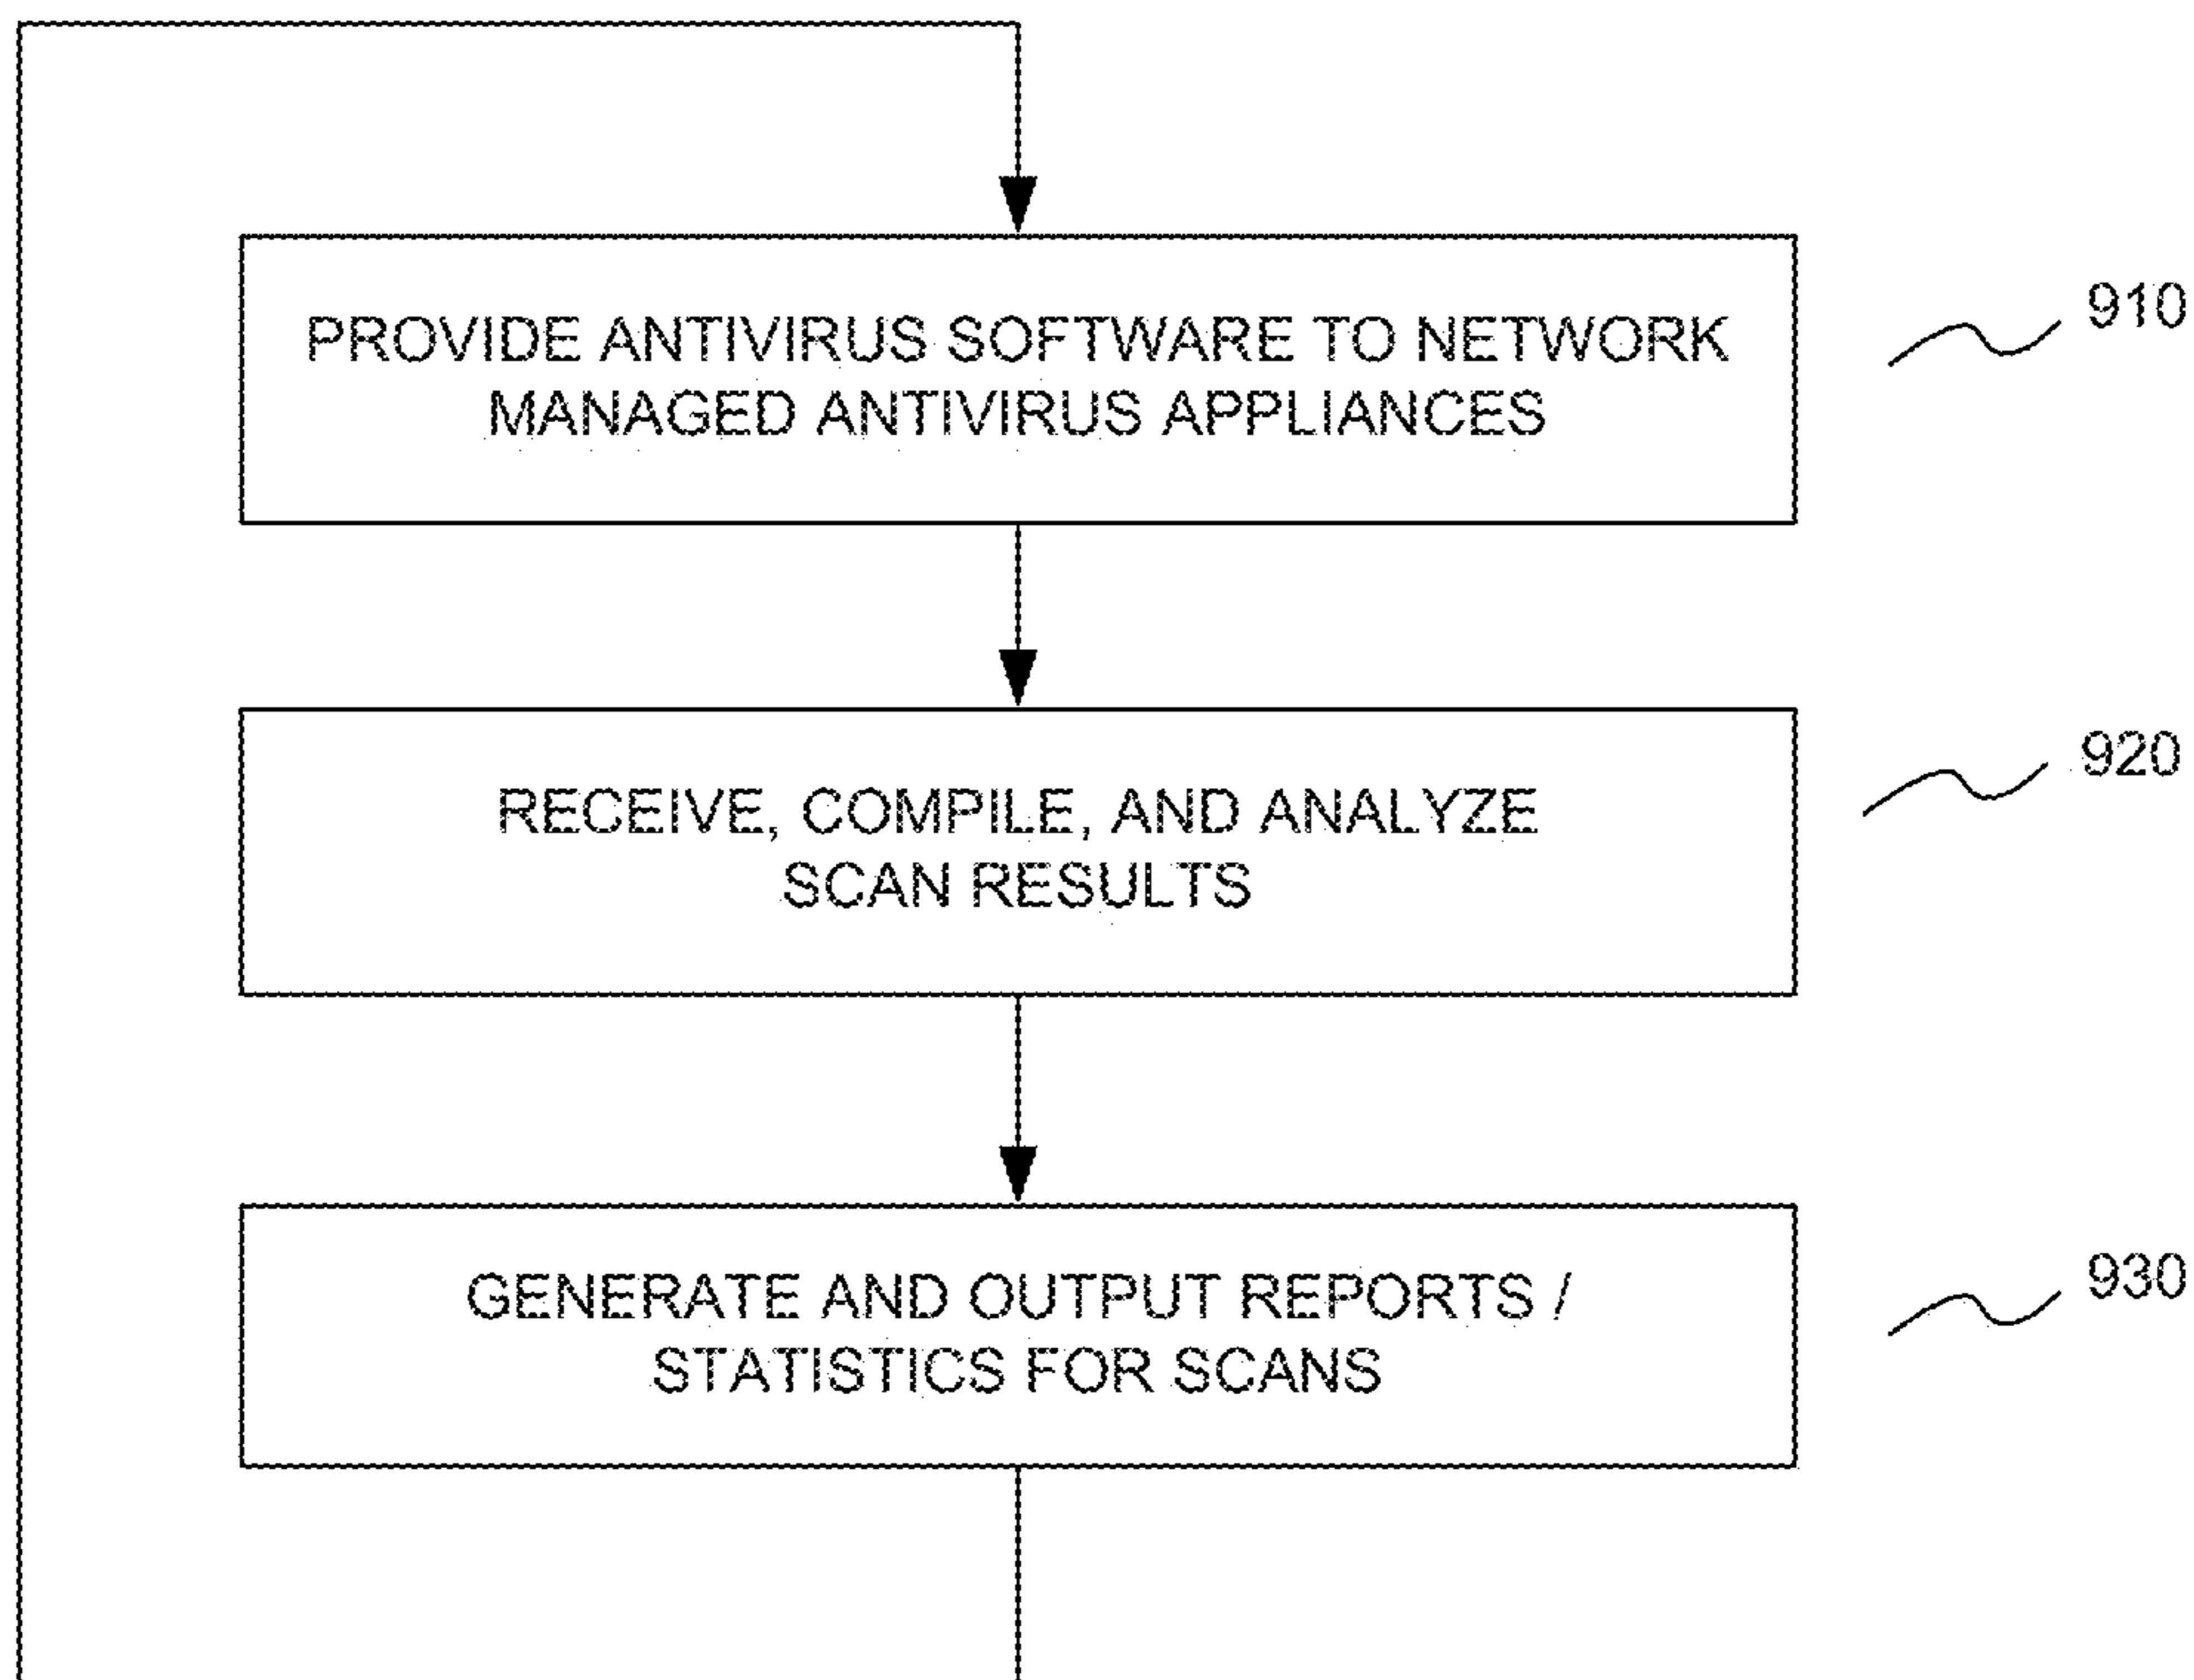 PROVIDE ANTIVIRUS SOFTWARE TO NETWORK
MANAGED ANTIVIRUS APPLIANCES
910
RECEIVE, COMPILE, AND ANALYZE
SCAN RESULTS
920
GENERATE AND OUTPUT REPORTS /
STATISTICS FOR SCANS
930